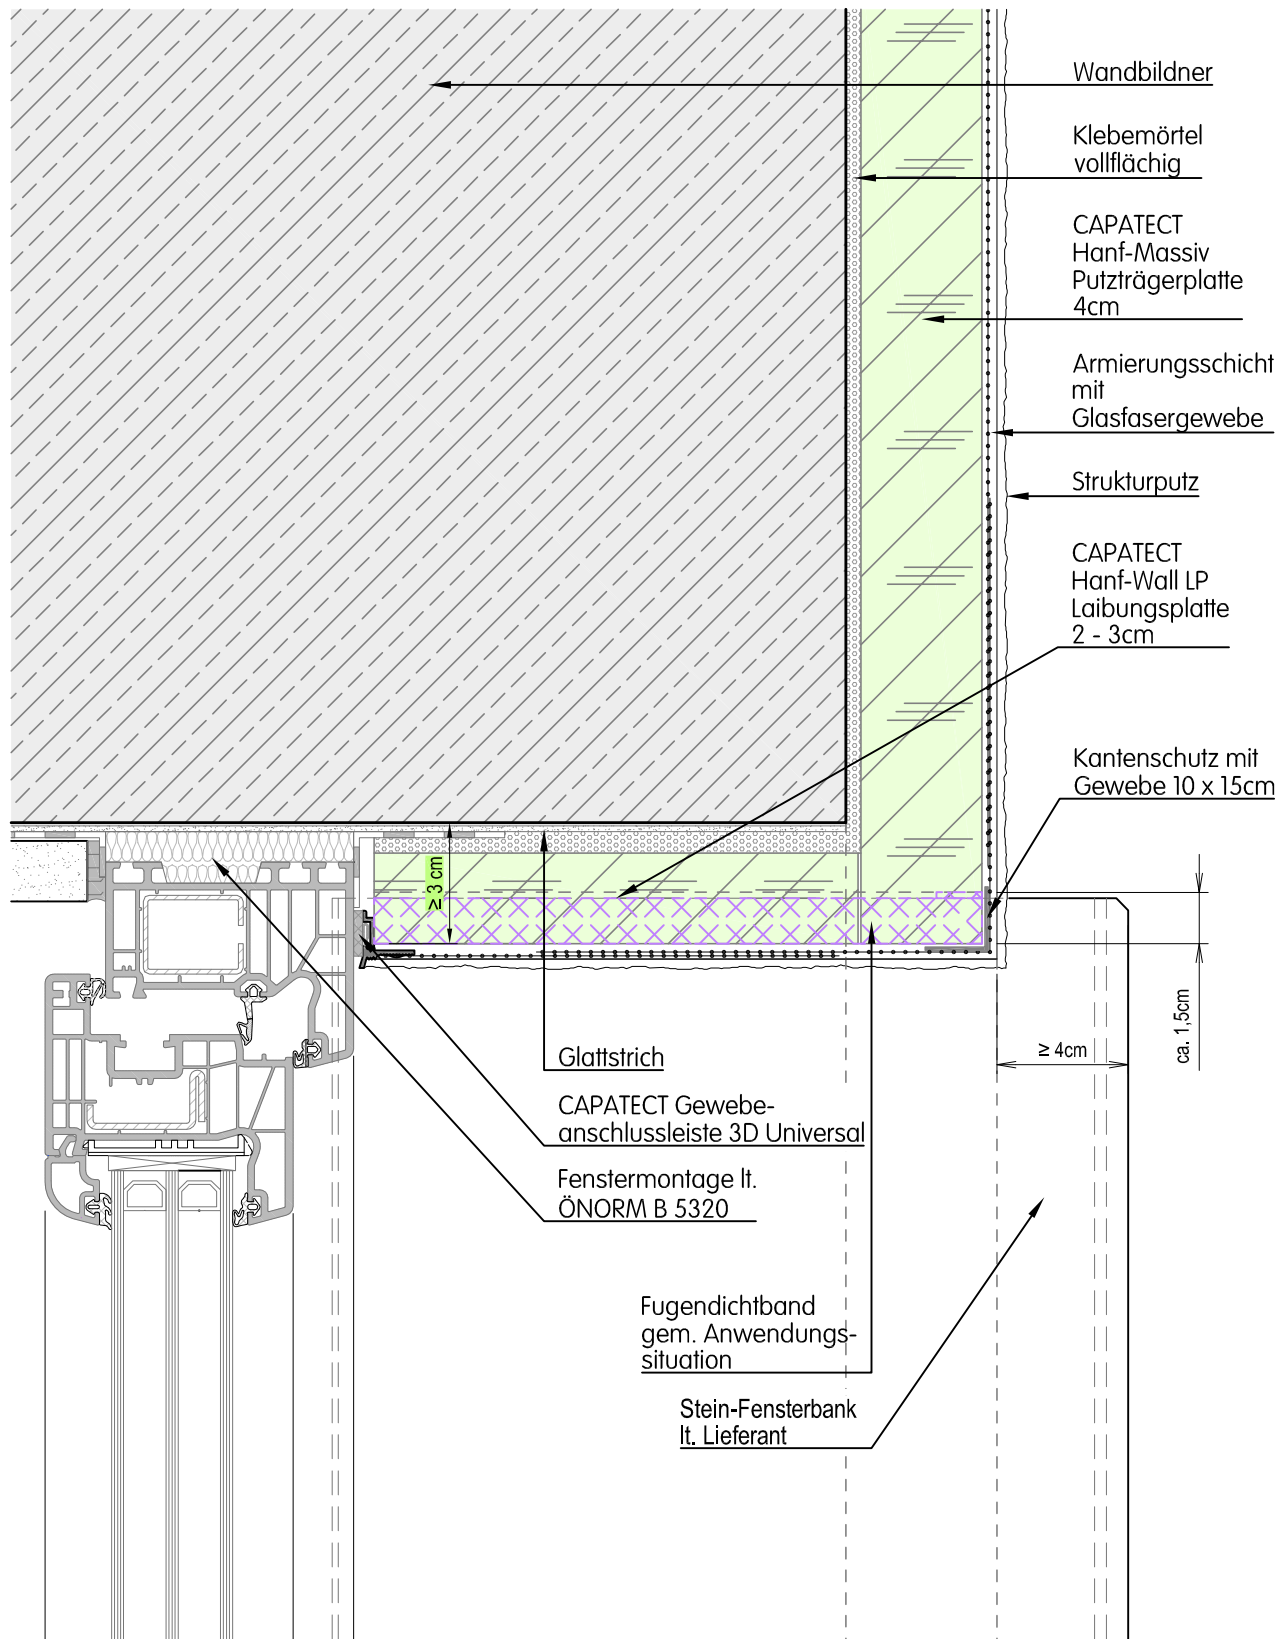 Wandbildner
Klebemörtel
vollflächig
CAPATECT
Hanf-Massiv
Putzträgerplatte
4cm
Armierungsschicht
mit
Glasfasergewebe
Strukturputz
CAPATECT
Hanf-Wall LP
Laibungsplatte
2 - 3cm
Kantenschutz mit
Gewebe 10 x 15cm
≥ 3 cm
ca. 1,5cm
≥ 4cm
Glattstrich
CAPATECT Gewebe-
anschlussleiste 3D Universal
Fenstermontage lt.
ÖNORM B 5320
Fugendichtband
gem. Anwendungs-
situation
Stein-Fensterbank
lt. Lieferant